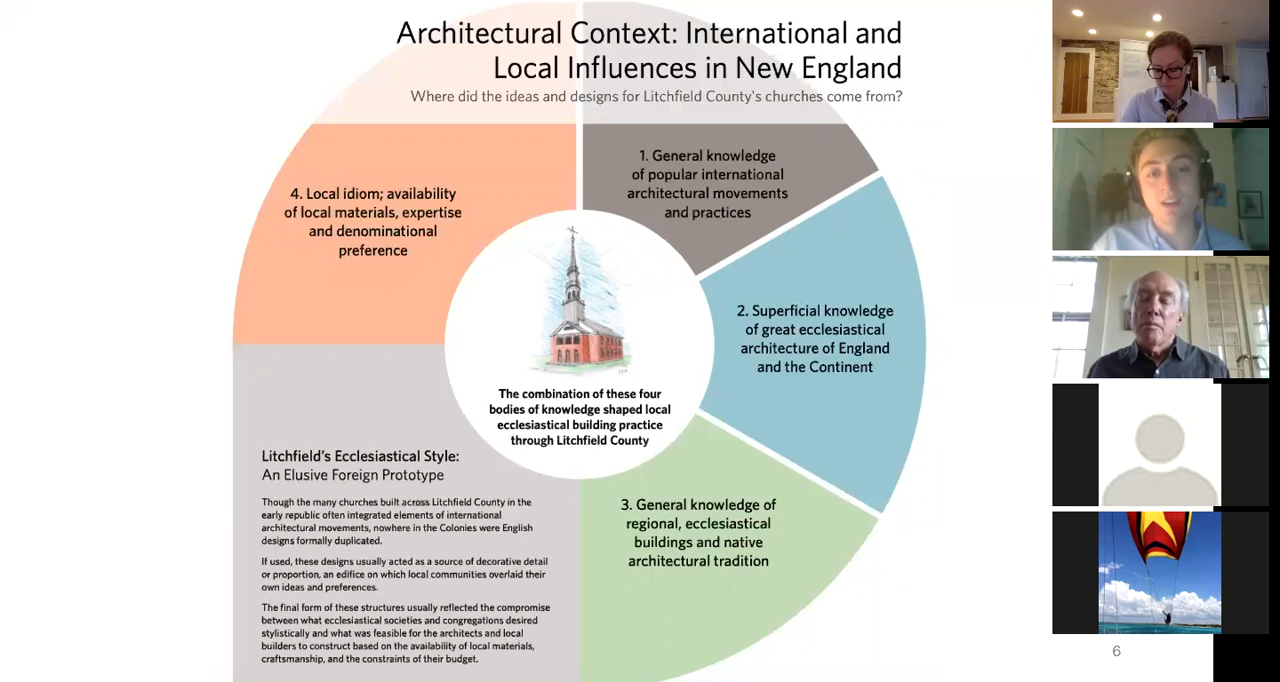 Architectural Context: International and
Local Influences in New England
Where did the ideas and designs for Litchfield County's churches come from?
1. General knowledge
of popular international
architectural movements
and practices
2. Superficial knowledge
of great ecclesiastical
architecture of England
and the Continent
3. General knowledge of
regional, ecclesiastical
buildings and native
architectural tradition
4. Local idiom; availability
of local materials, expertise
and denominational
preference
The combination of these four
bodies of knowledge shaped local
ecclesiastical building practice
through Litchfield County
Litchfield's Ecclesiastical Style:
An Elusive Foreign Prototype
Though the many churches built across Litchfield County in the
early republic often integrated elements of international
architectural movements, nowhere in the Colonies were English
designs formally duplicated.
If used, these designs usually acted as a source of decorative detail
or proportion, an edifice on which local communities overlaid their
own ideas and preferences.
The final form of these structures usually reflected the compromise
between what ecclesiastical societies and congregations desired
stylistically and what was feasible for the architects and local
builders to construct based on the availability of local materials,
craftsmanship, and the constraints of their budget.
6